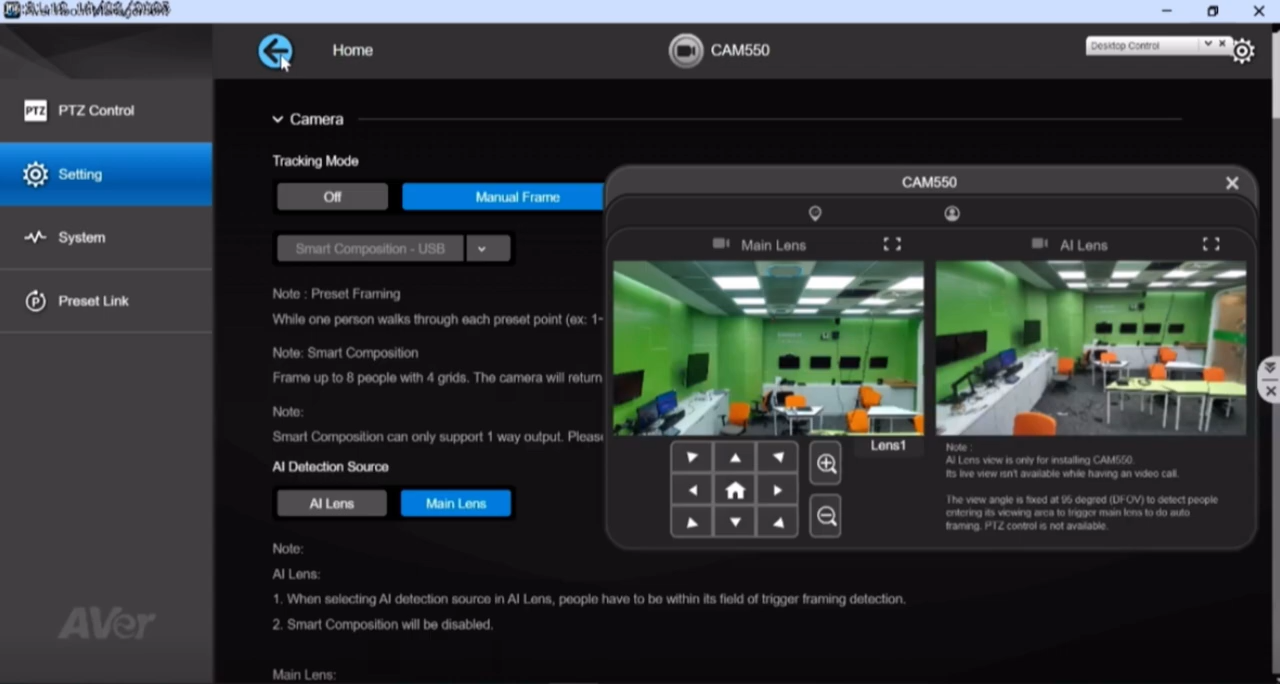 Home
CAM550
Desktop Control
PTZ PTZ Control
Setting
System
Preset Link
AVer
Camera
Tracking Mode
Off
Manual Frame
Smart Composition - USB
Note : Preset Framing
While one person walks through each preset point (ex: 1-
Note: Smart Composition
Frame up to 8 people with 4 grids. The camera will return
Note:
Smart Composition can only support 1 way output. Please
AI Detection Source
AI Lens
Main Lens
Note:
AI Lens:
1. When selecting AI detection source in AI Lens, people have to be within its field of trigger framing detection.
2. Smart Composition will be disabled.
Main Lens:
CAM550
Main Lens
AI Lens
Lens1
Note :
AI Lens view is only for installing CAM550.
Its live view isn't available while having an video call.
The view angle is fixed at 95 degred (DFOV) to detect people
entering its viewing area to trigger main lens to do auto
framing. PTZ control is not available.